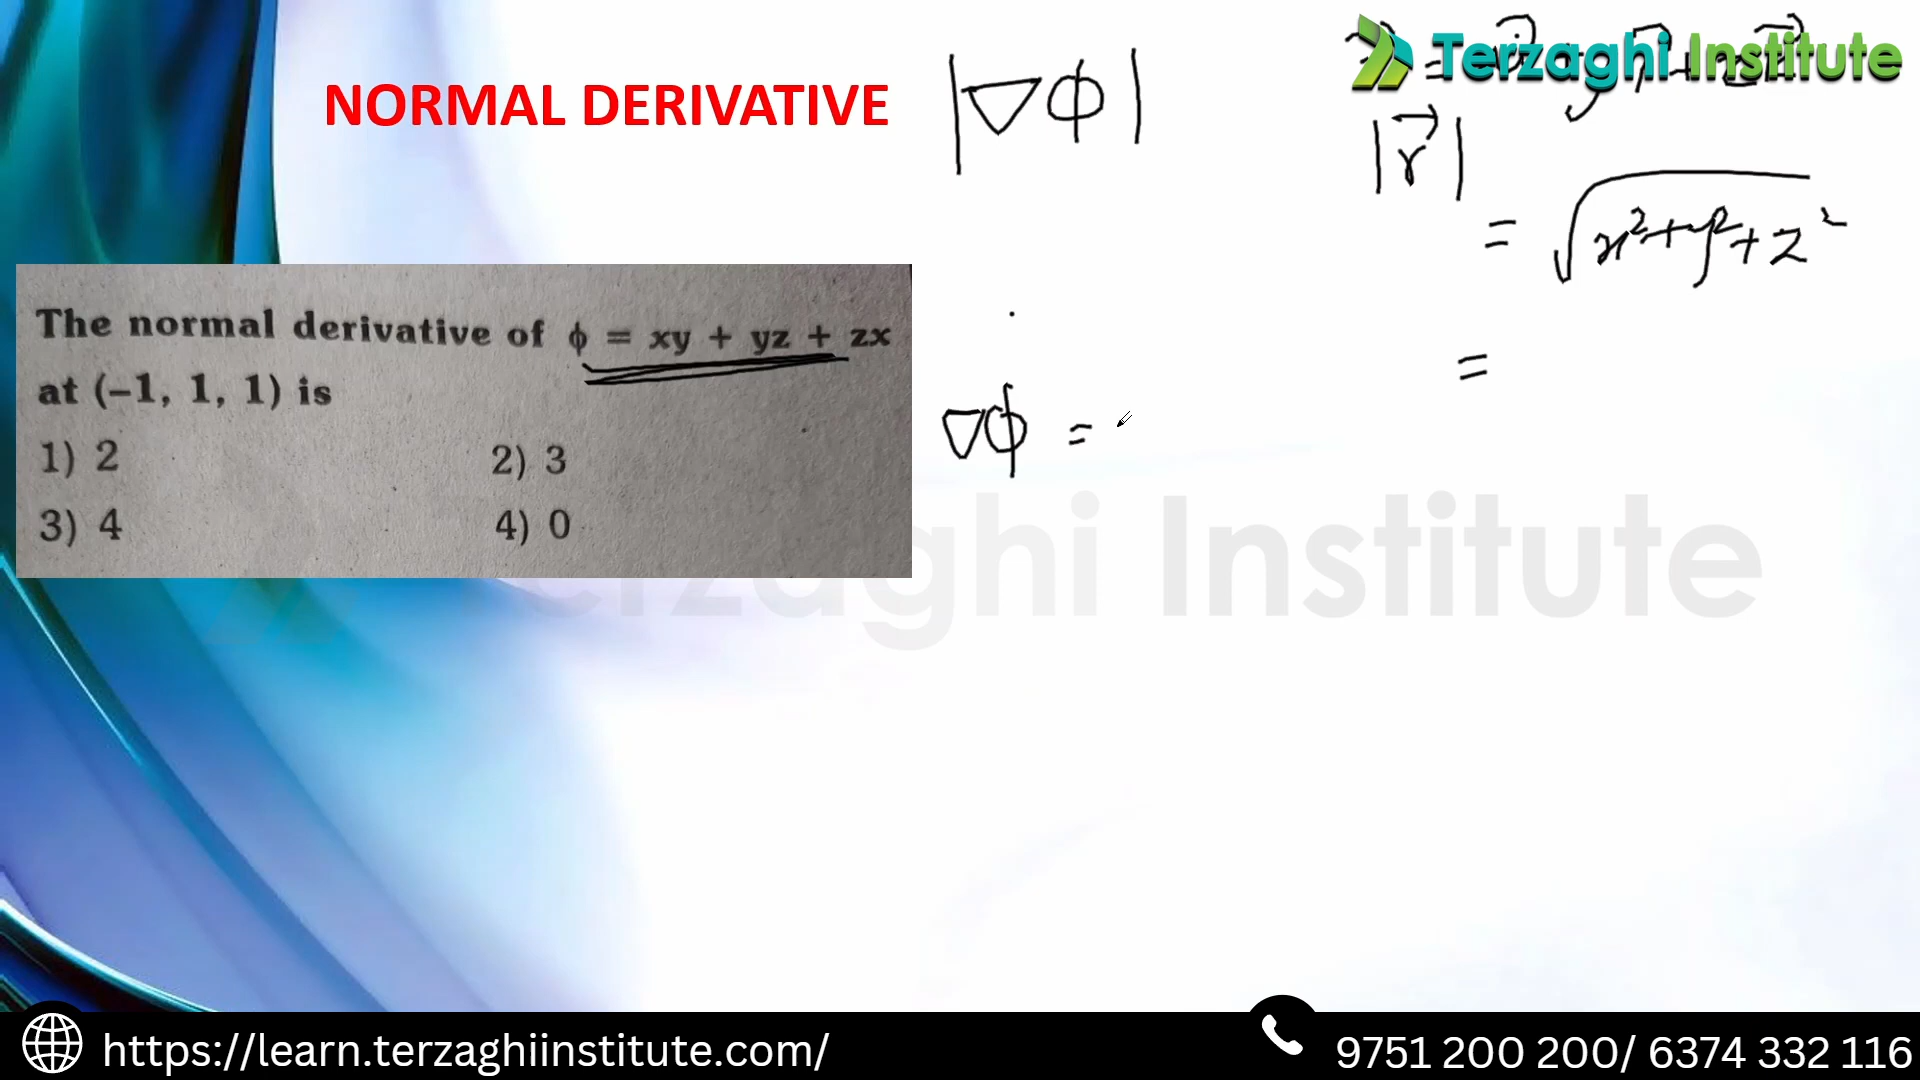 Terzaghi Institute
NORMAL DERIVATIVE
|∇ϕ|
|r⃗|
= √x²+y²+z²
The normal derivative of ϕ = xy + yz + zx
at (–1, 1, 1) is
1) 2
2) 3
3) 4
4) 0
=
∇ϕ =
Terzaghi Institute
https://learn.terzaghiinstitute.com/
9751 200 200/ 6374 332 116